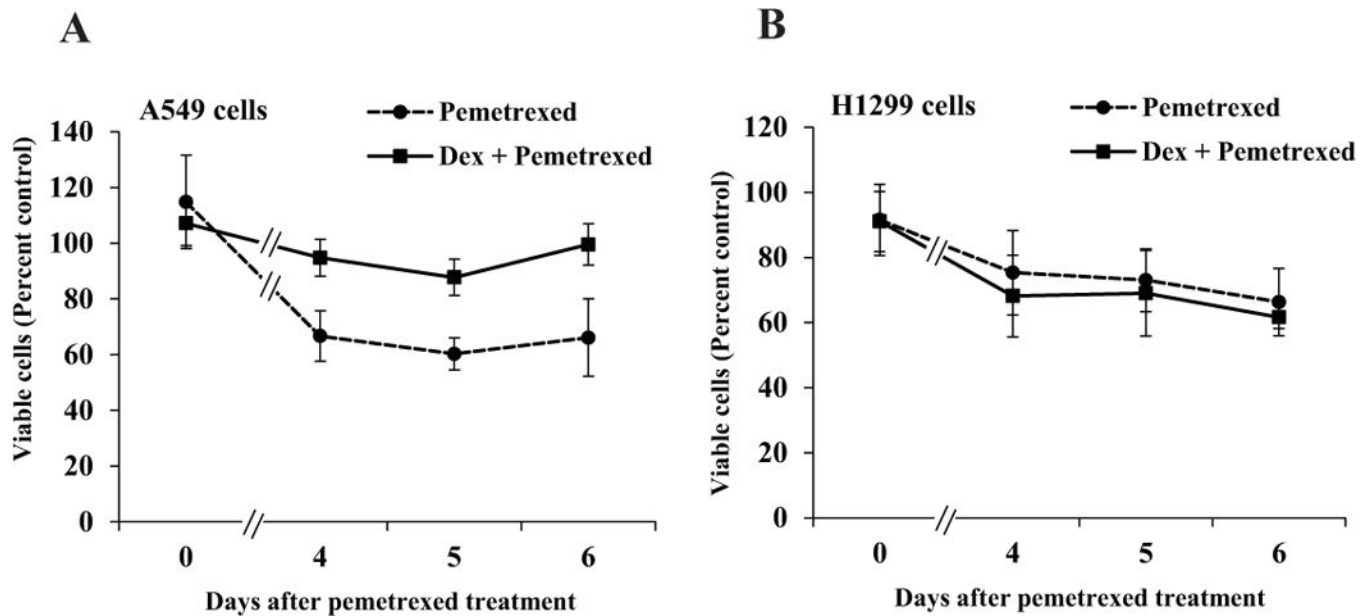 A
A549 cells
Pemetrexed
Dex + Pemetrexed
Viable cells (Percent control)
140
120
100
80
60
40
20
0
0 4 5 6
Days after pemetrexed treatment
B
H1299 cells
Pemetrexed
Dex + Pemetrexed
Viable cells (Percent control)
120
100
80
60
40
20
0
0 4 5 6
Days after pemetrexed treatment